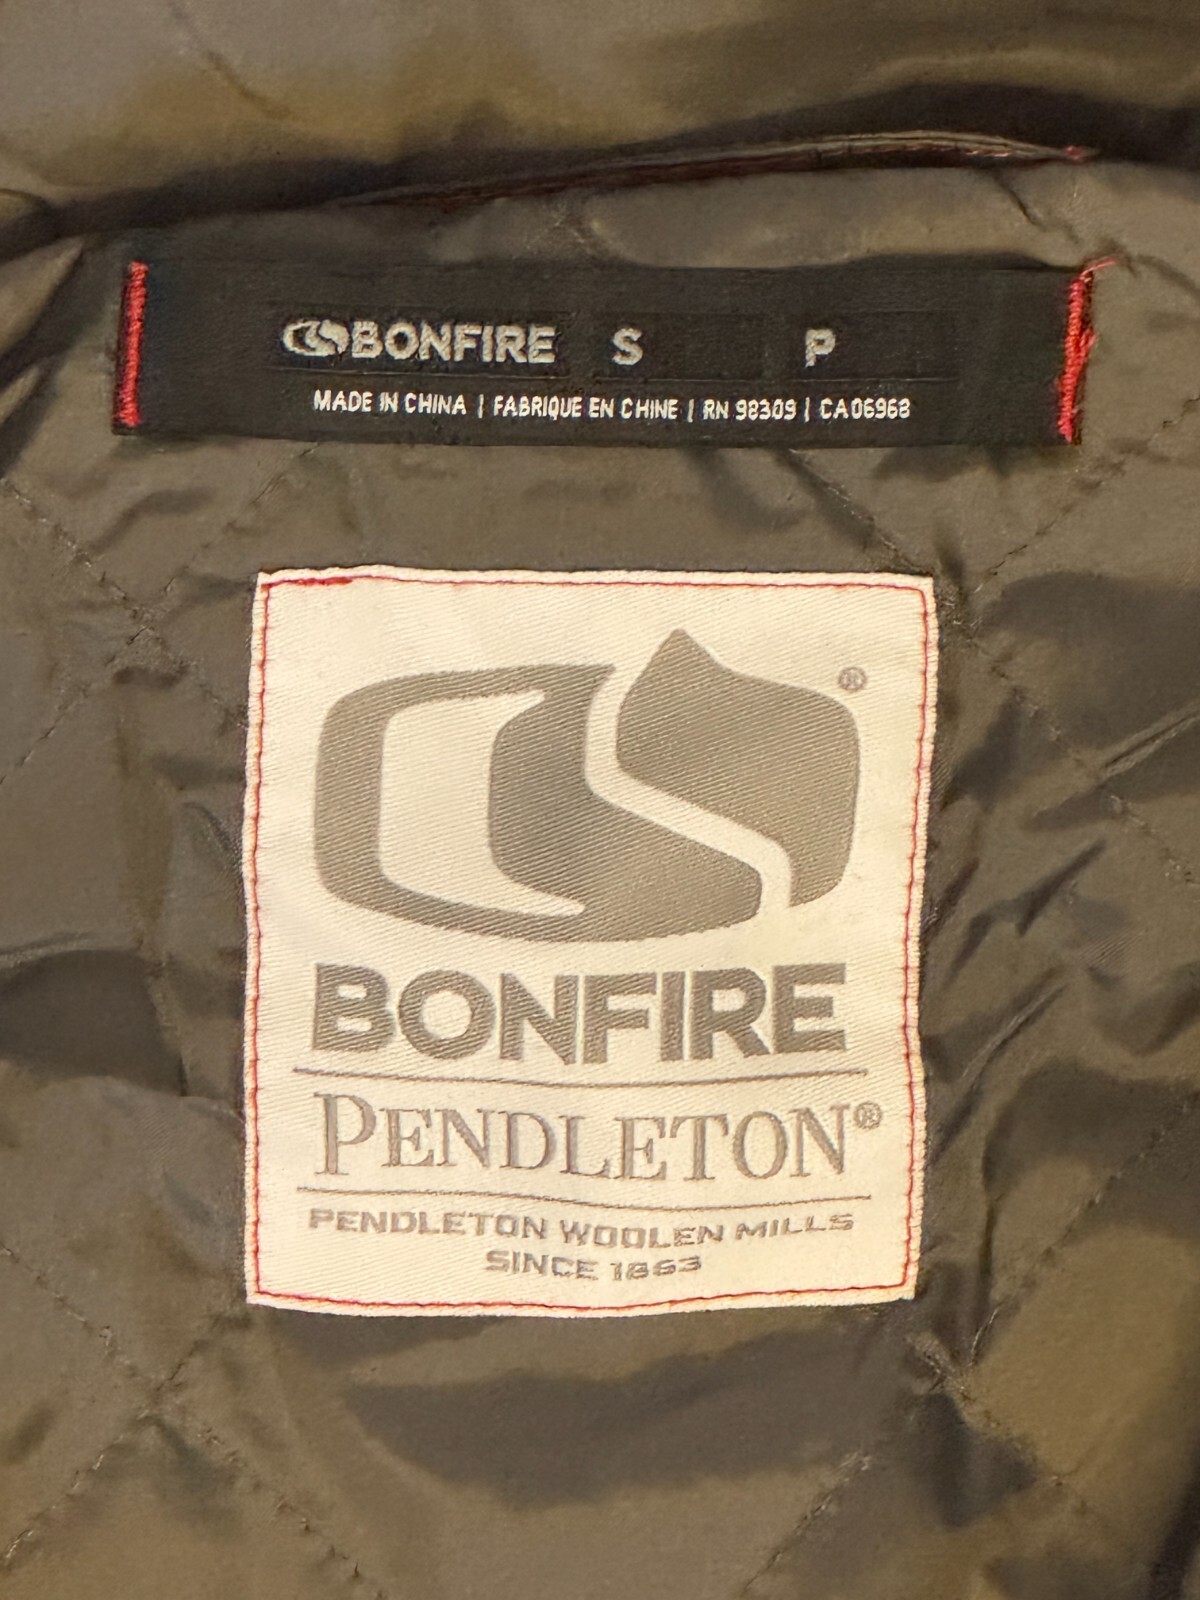 BONFIRE S P
MADE IN CHINA | FABRIQUE EN CHINE | RN 98309 | CA06968
®
BONFIRE
PENDLETON®
PENDLETON WOOLEN MILLS
SINCE 1863